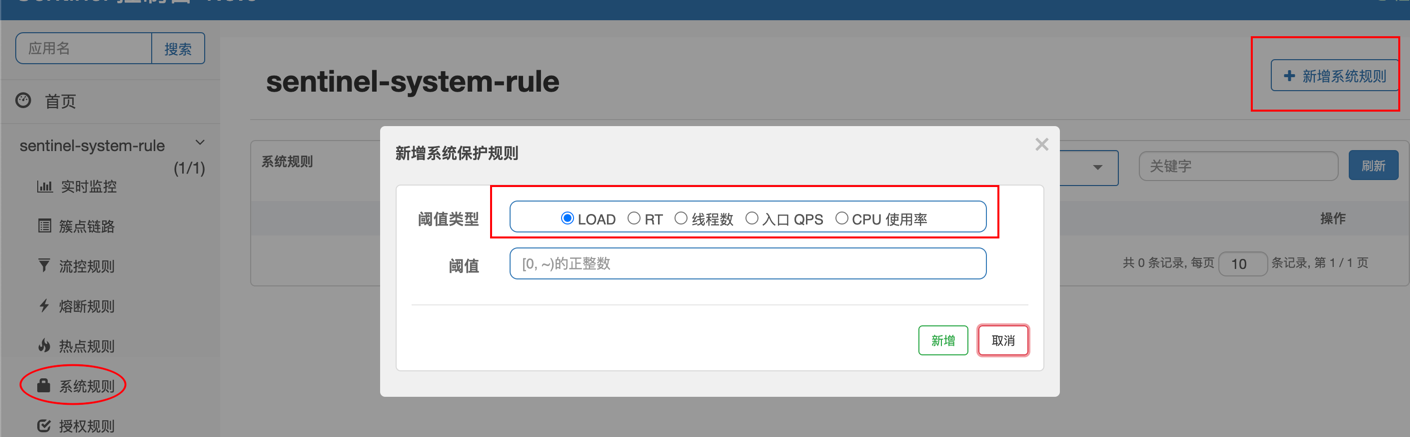 应用名
搜索
首页
sentinel-system-rule
(1/1)
实时监控
簇点链路
流控规则
熔断规则
热点规则
系统规则
授权规则
sentinel-system-rule
新增系统规则
系统规则
关键字
刷新
操作
共 0 条记录, 每页 10 条记录, 第 1 / 1 页
新增系统保护规则
×
阈值类型
LOAD RT 线程数 入口 QPS CPU 使用率
阈值
[0, ~)的正整数
新增
取消